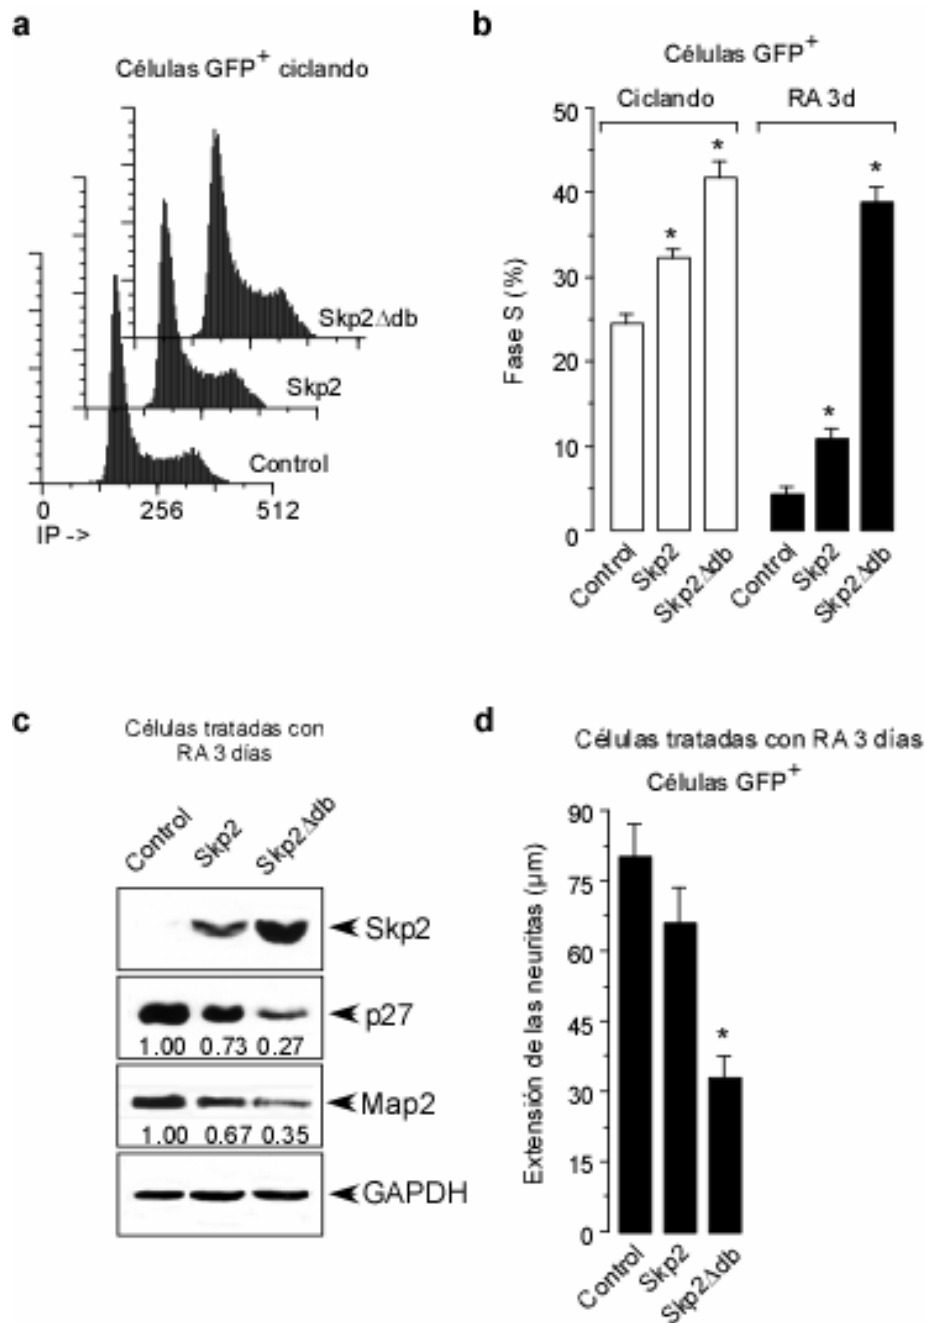 a
Células GFP+ ciclando
Skp2Δdb
Skp2
Control
0 256 512
IP ->
b
Células GFP+
Ciclando RA 3d
Fase S (%)
50
40
30
20
10
0
Control Skp2 Skp2Δdb Control Skp2 Skp2Δdb
* * * *
c
Células tratadas con
RA 3 días
Control Skp2 Skp2Δdb
Skp2
p27
1.00 0.73 0.27
Map2
1.00 0.67 0.35
GAPDH
d
Células tratadas con RA 3 días
Células GFP+
Extensión de las neuritas (µm)
90
75
60
45
30
15
0
*
Control Skp2 Skp2Δdb